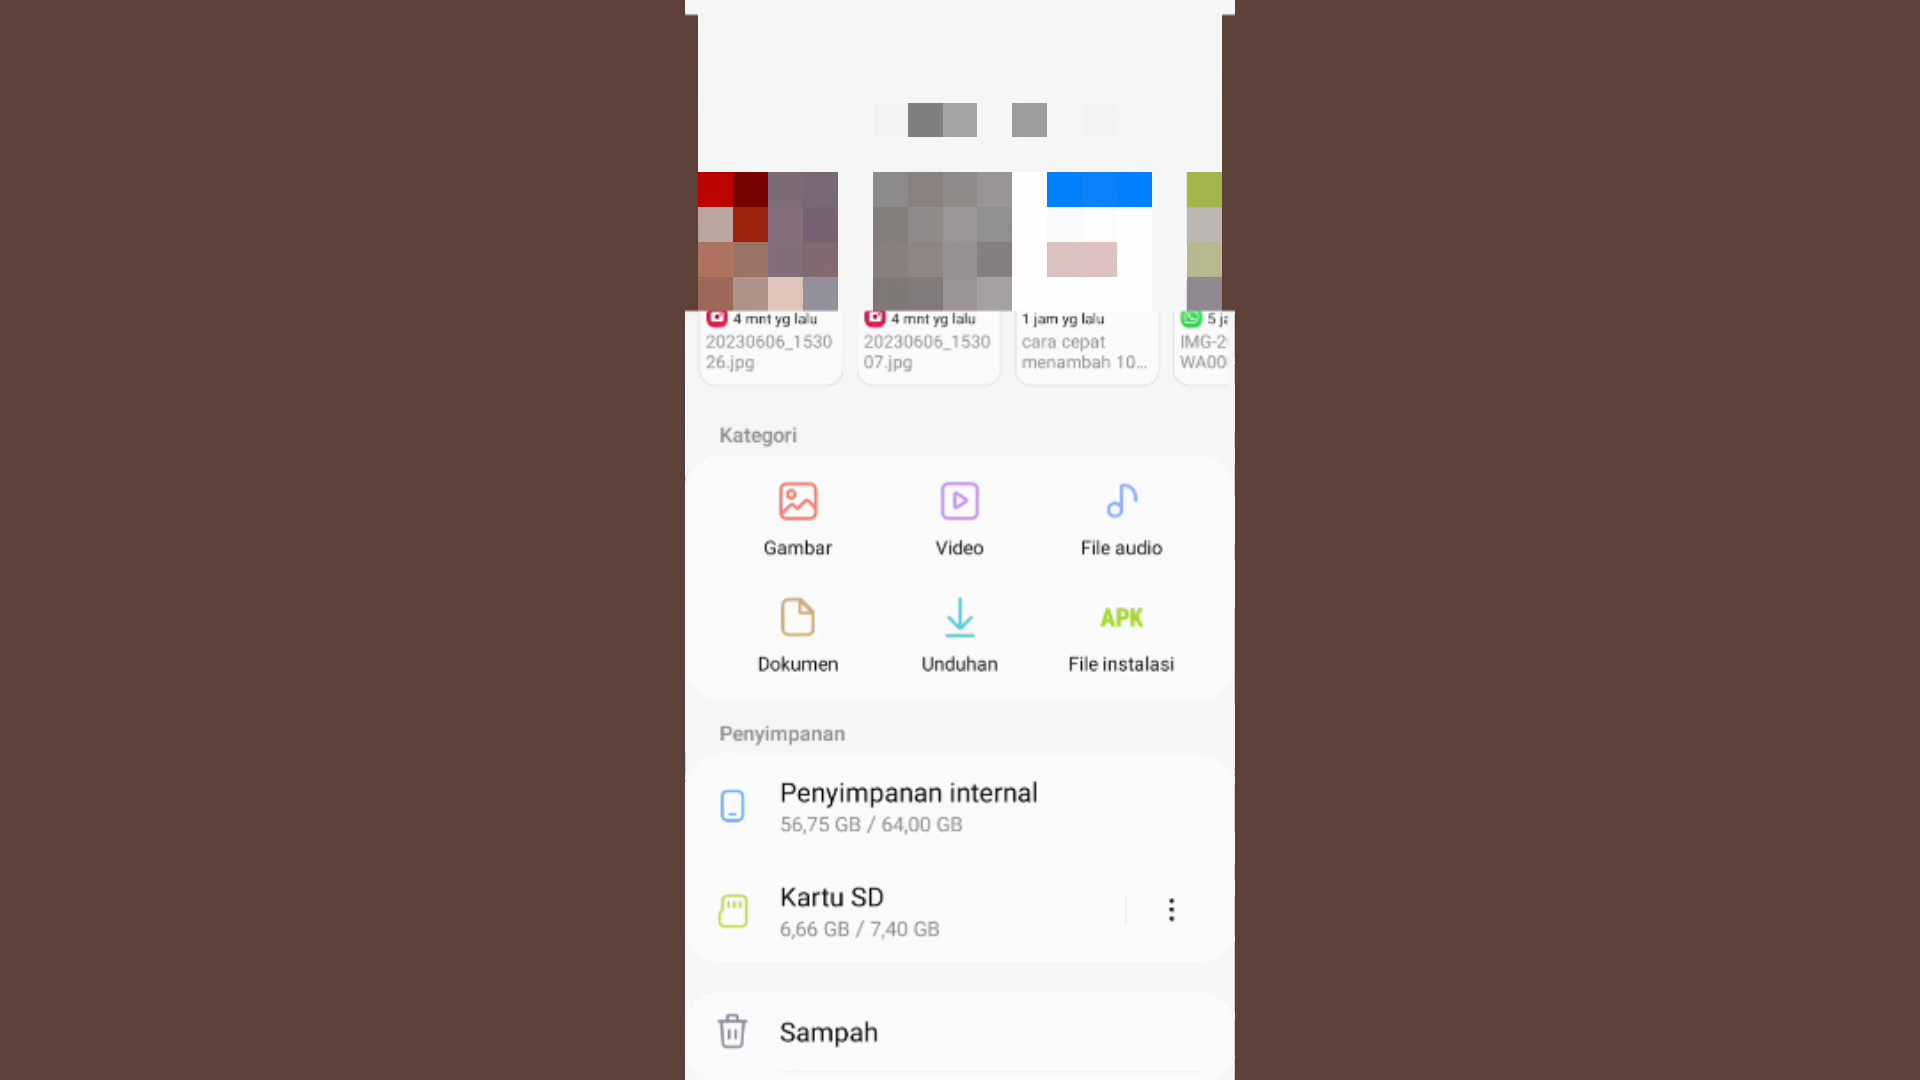 4 mnt yg lalu
20230606_1530
26.jpg
4 mnt yg lalu
20230606_1530
07.jpg
1 jam yg lalu
cara cepat
menambah 10...
5 ja
IMG-2
WA00
Kategori
Gambar
Video
File audio
APK
Dokumen
Unduhan
File instalasi
Penyimpanan
Penyimpanan internal
56,75 GB / 64,00 GB
Kartu SD
6,66 GB / 7,40 GB
Sampah